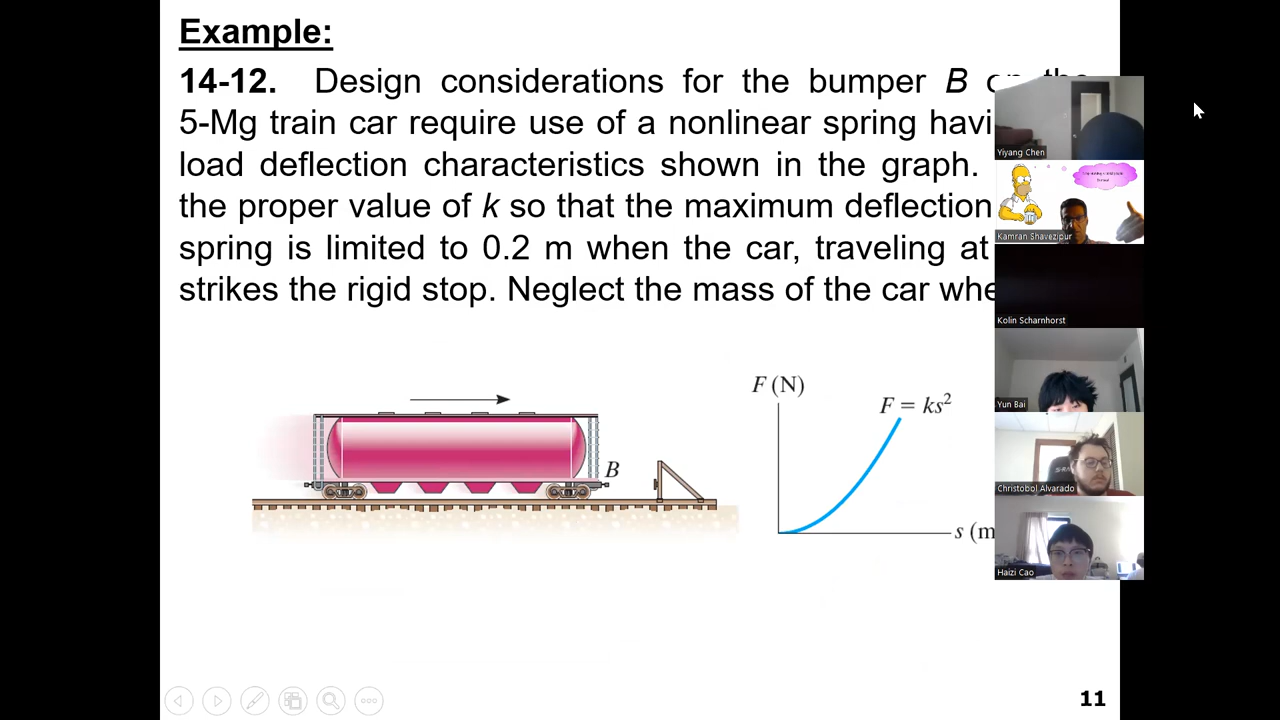 Example:
14-12. Design considerations for the bumper B on the
5-Mg train car require use of a nonlinear spring havi
load deflection characteristics shown in the graph.
the proper value of k so that the maximum deflection
spring is limited to 0.2 m when the car, traveling at
strikes the rigid stop. Neglect the mass of the car whe
F (N)
F = ks²
B
s (m
Yiyang Chen
Kamran Shavezipur
Kolin Scharnhorst
Yun Bai
Christobol Alvarado
Haizi Cao
11